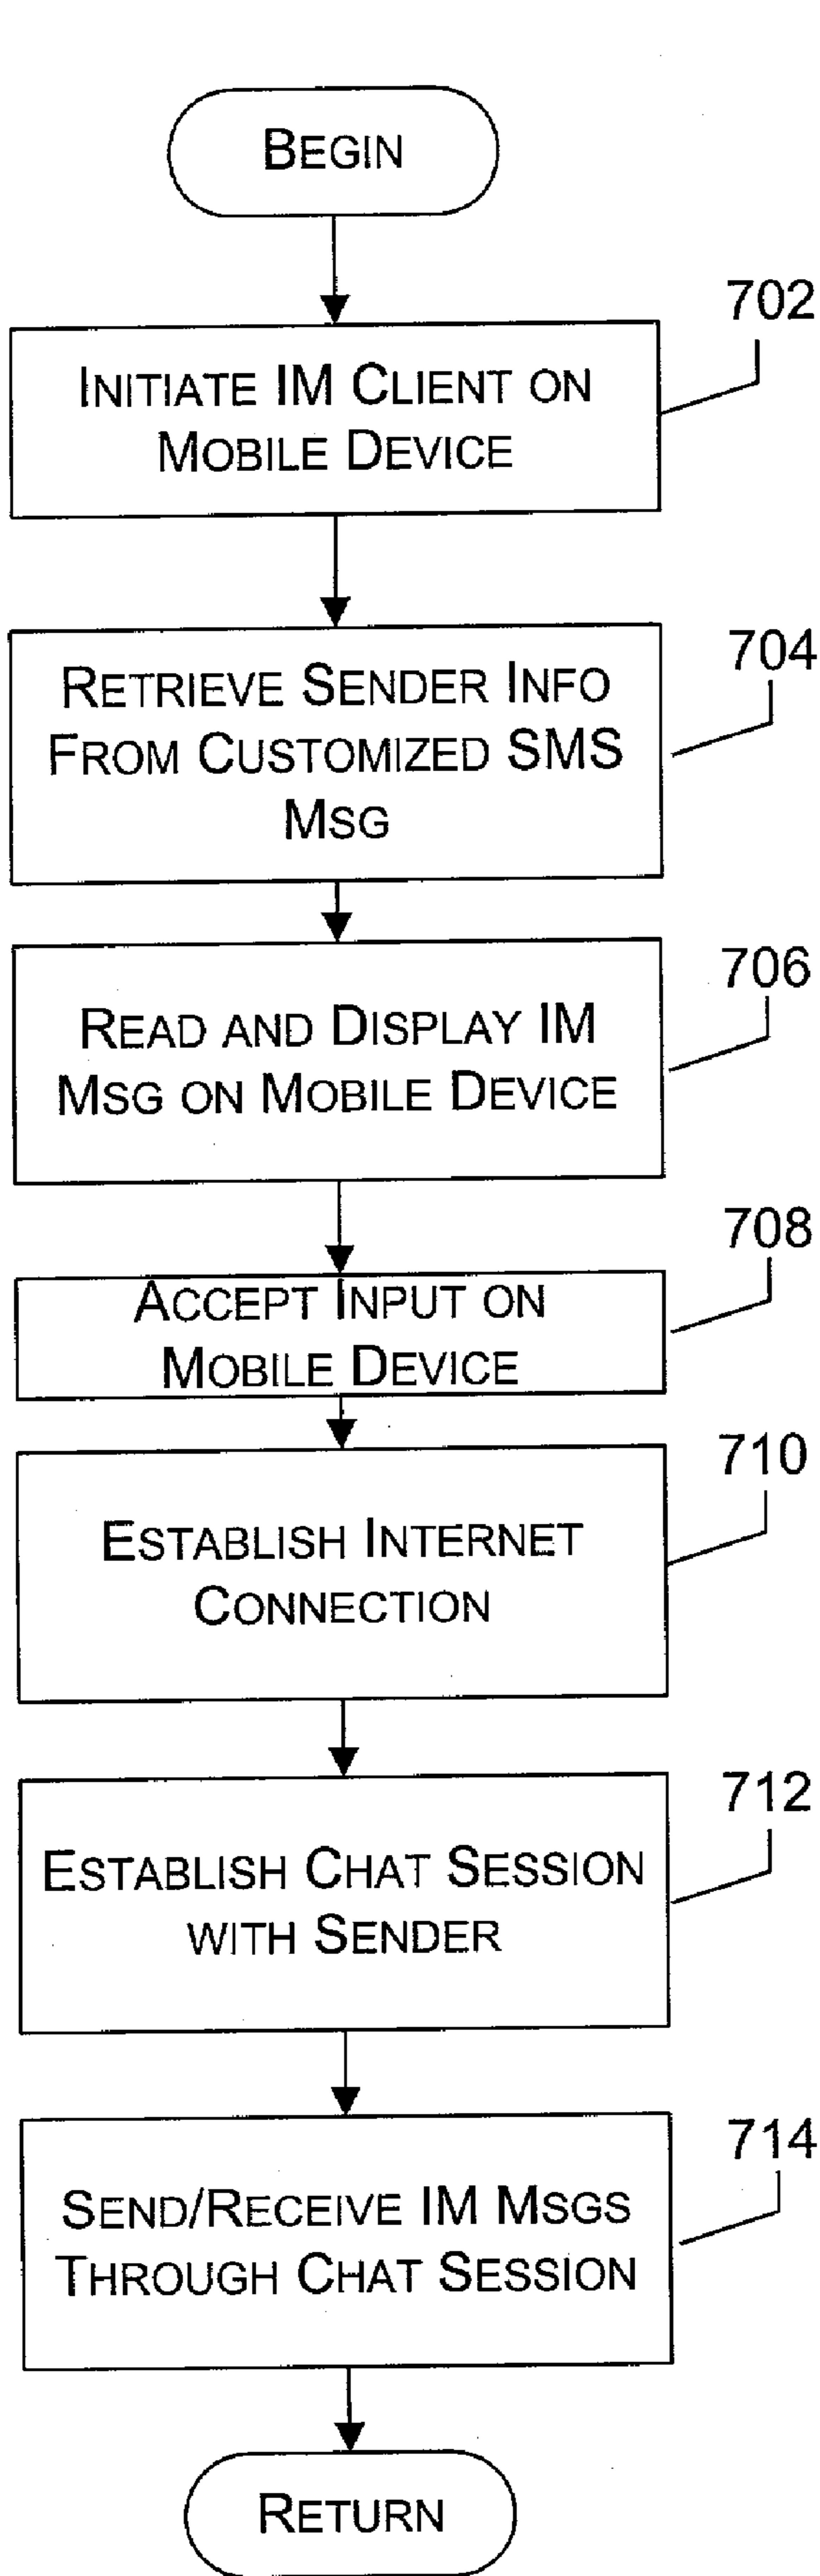 BEGIN
702
INITIATE IM CLIENT ON
MOBILE DEVICE
704
RETRIEVE SENDER INFO
FROM CUSTOMIZED SMS
MSG
706
READ AND DISPLAY IM
MSG ON MOBILE DEVICE
708
ACCEPT INPUT ON
MOBILE DEVICE
710
ESTABLISH INTERNET
CONNECTION
712
ESTABLISH CHAT SESSION
WITH SENDER
714
SEND/RECEIVE IM MSGS
THROUGH CHAT SESSION
RETURN